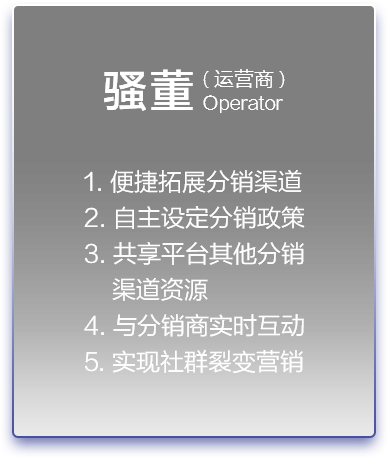 骚董（运营商）
Operator
1. 便捷拓展分销渠道
2. 自主设定分销政策
3. 共享平台其他分销
渠道资源
4. 与分销商实时互动
5. 实现社群裂变营销